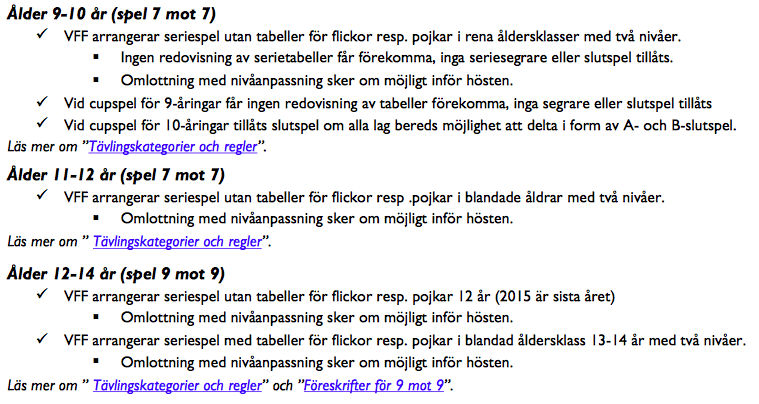 Ålder 9-10 år (spel 7 mot 7)
✓ VFF arrangerar seriespel utan tabeller för flickor resp. pojkar i rena åldersklasser med två nivåer.
▪ Ingen redovisning av serietabeller får förekomma, inga seriesegrare eller slutspel tillåts.
▪ Omlottning med nivåanpassning sker om möjligt inför hösten.
✓ Vid cupspel för 9-åringar får ingen redovisning av tabeller förekomma, inga segrare eller slutspel tillåts
✓ Vid cupspel för 10-åringar tillåts slutspel om alla lag bereds möjlighet att delta i form av A- och B-slutspel.
Läs mer om ”Tävlingskategorier och regler”.
Ålder 11-12 år (spel 7 mot 7)
✓ VFF arrangerar seriespel utan tabeller för flickor resp .pojkar i blandade åldrar med två nivåer.
▪ Omlottning med nivåanpassning sker om möjligt inför hösten.
Läs mer om ” Tävlingskategorier och regler”.
Ålder 12-14 år (spel 9 mot 9)
✓ VFF arrangerar seriespel utan tabeller för flickor resp. pojkar 12 år (2015 är sista året)
▪ Omlottning med nivåanpassning sker om möjligt inför hösten.
✓ VFF arrangerar seriespel med tabeller för flickor resp. pojkar i blandad åldersklass 13-14 år med två nivåer.
▪ Omlottning med nivåanpassning sker om möjligt inför hösten.
Läs mer om ” Tävlingskategorier och regler” och ”Föreskrifter för 9 mot 9”.